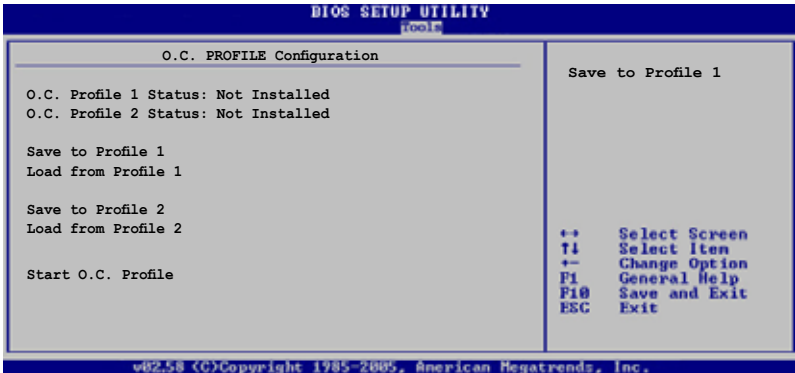 BIOS SETUP UTILITY
Tools
O.C. PROFILE Configuration
O.C. Profile 1 Status: Not Installed
O.C. Profile 2 Status: Not Installed
Save to Profile 1
Load from Profile 1
Save to Profile 2
Load from Profile 2
Start O.C. Profile
Save to Profile 1
←→ Select Screen
↑↓ Select Item
+- Change Option
F1 General Help
F10 Save and Exit
ESC Exit
v02.58 (C)Copyright 1985-2005, American Megatrends, Inc.